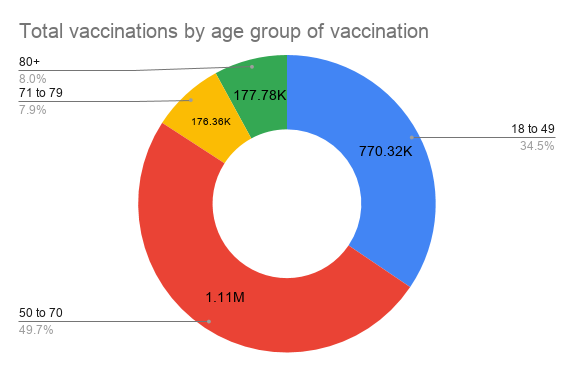 Total vaccinations by age group of vaccination
80+
8.0%
71 to 79
7.9%
177.78K
176.36K
18 to 49
34.5%
770.32K
1.11M
50 to 70
49.7%